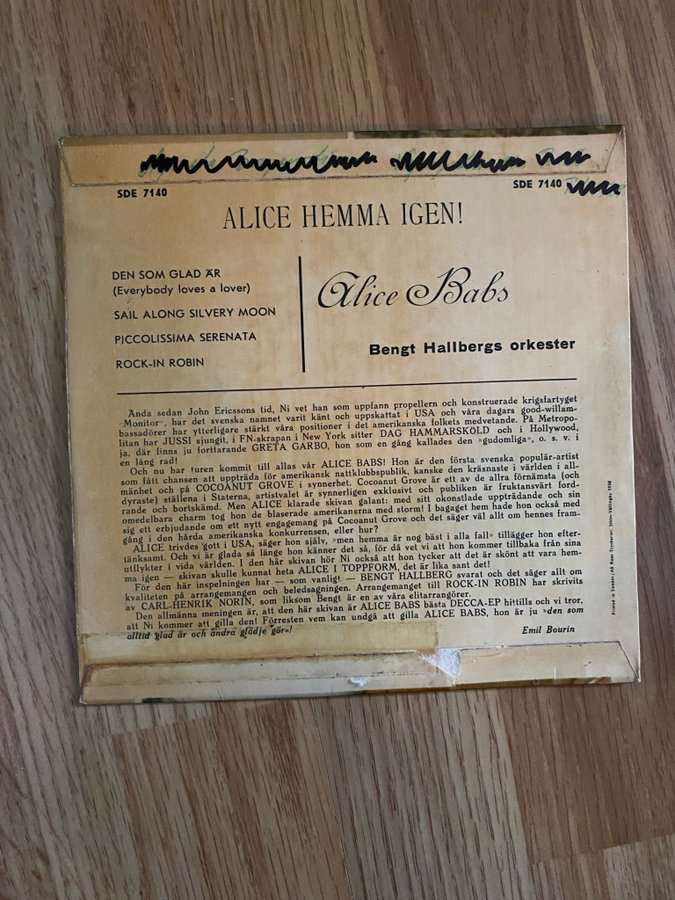 SDE 7140
SDE 7140
ALICE HEMMA IGEN!
DEN SOM GLAD ÄR
(Everybody loves a lover)
SAIL ALONG SILVERY MOON
PICCOLISSIMA SERENATA
ROCK-IN ROBIN
Alice Babs
Bengt Hallbergs orkester
Ända sedan John Ericssons tid, Ni vet han som uppfann propellern och konstruerade krigsfartyget
»Monitor», har det svenska namnet varit känt och uppskattat i USA och våra dagars good-willam-
bassadörer har ytterligare stärkt våra positioner i det amerikanska folkets medvetande. På Metropo-
litan har JUSSI sjungit, i FN-skrapan i New York sitter DAG HAMMARSKÖLD och i Hollywood,
ja, där finns ju fortfarande GRETA GARBO, hon som en gång kallades den »gudomliga», o. s. v. i
en lång rad!
Och nu har turen kommit till allas vår ALICE BABS! Hon är den första svenska populär-artist
som fått chansen att uppträda för amerikansk nattklubbspublik, kanske den kräsnaste i världen i all-
mänhet och på COCOANUT GROVE i synnerhet. Cocoanut Grove är ett av de allra förnämsta (och
dyraste) ställena i Staterna, artistvalet är synnerligen exklusivt och publiken är fruktansvärt ford-
rande och bortskämd. Men ALICE klarade skivan galant: med sitt okonstlade uppträdande och sin
omedelbara charm tog hon de blaserade amerikanerna med storm! I bagaget hem hade hon också med
sig ett erbjudande om ett nytt engagemang på Cocoanut Grove och det säger väl allt om hennes fram-
gång i den hårda amerikanska konkurrensen, eller hur?
ALICE trivdes gott i USA, säger hon själv, »men hemma är nog bäst i alla fall» tillägger hon efter-
tänksamt. Och vi är glada så länge hon känner det så, för då vet vi att hon kommer tillbaka från sina
utflykter i vida världen. I den här skivan hör Ni också att hon tycker att det är skönt att vara hem-
ma igen — skivan skulle kunnat heta ALICE I TOPPFORM, det är lika sant det!
För den här inspelningen har — som vanligt — BENGT HALLBERG svarat och det säger allt om
kvaliteten på arrangemang och beledsagningen. Arrangemanget till ROCK-IN ROBIN har skrivits
av CARL-HENRIK NORIN, som liksom Bengt är en av våra elitarrangörer.
Den allmänna meningen är, att den här skivan är ALICE BABS bästa DECCA-EP hittills och vi tror,
att Ni kommer att gilla den! Förresten vem kan undgå att gilla ALICE BABS, hon är ju »den som
alltid glad är och andra glädje gör»!
Emil Bourin